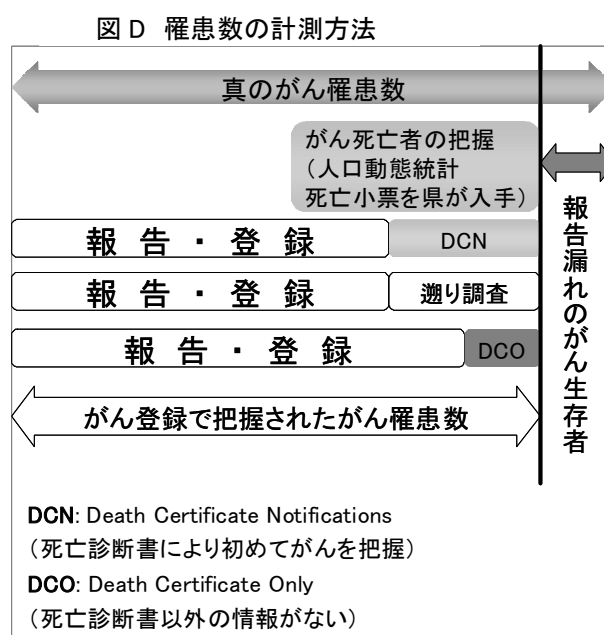 図 D 罹患数の計測方法
真のがん罹患数
がん死亡者の把握
(人口動態統計
死亡小票を県が入手)
報告漏れのがん生存者
報 告 ・ 登 録 DCN
報 告 ・ 登 録 遡り調査
報 告 ・ 登 録 DCO
がん登録で把握されたがん罹患数
DCN: Death Certificate Notifications
(死亡診断書により初めてがんを把握)
DCO: Death Certificate Only
(死亡診断書以外の情報がない)